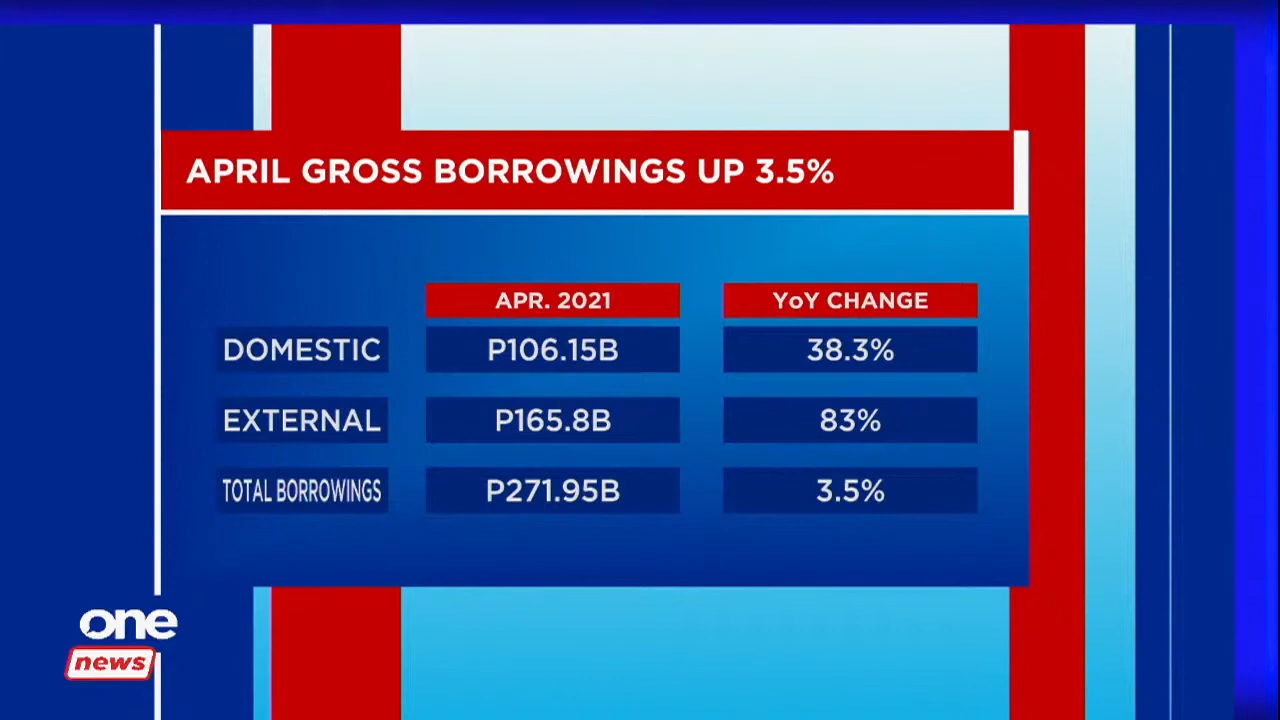 APRIL GROSS BORROWINGS UP 3.5%
APR. 2021 YoY CHANGE
DOMESTIC P106.15B 38.3%
EXTERNAL P165.8B 83%
TOTAL BORROWINGS P271.95B 3.5%
one
news